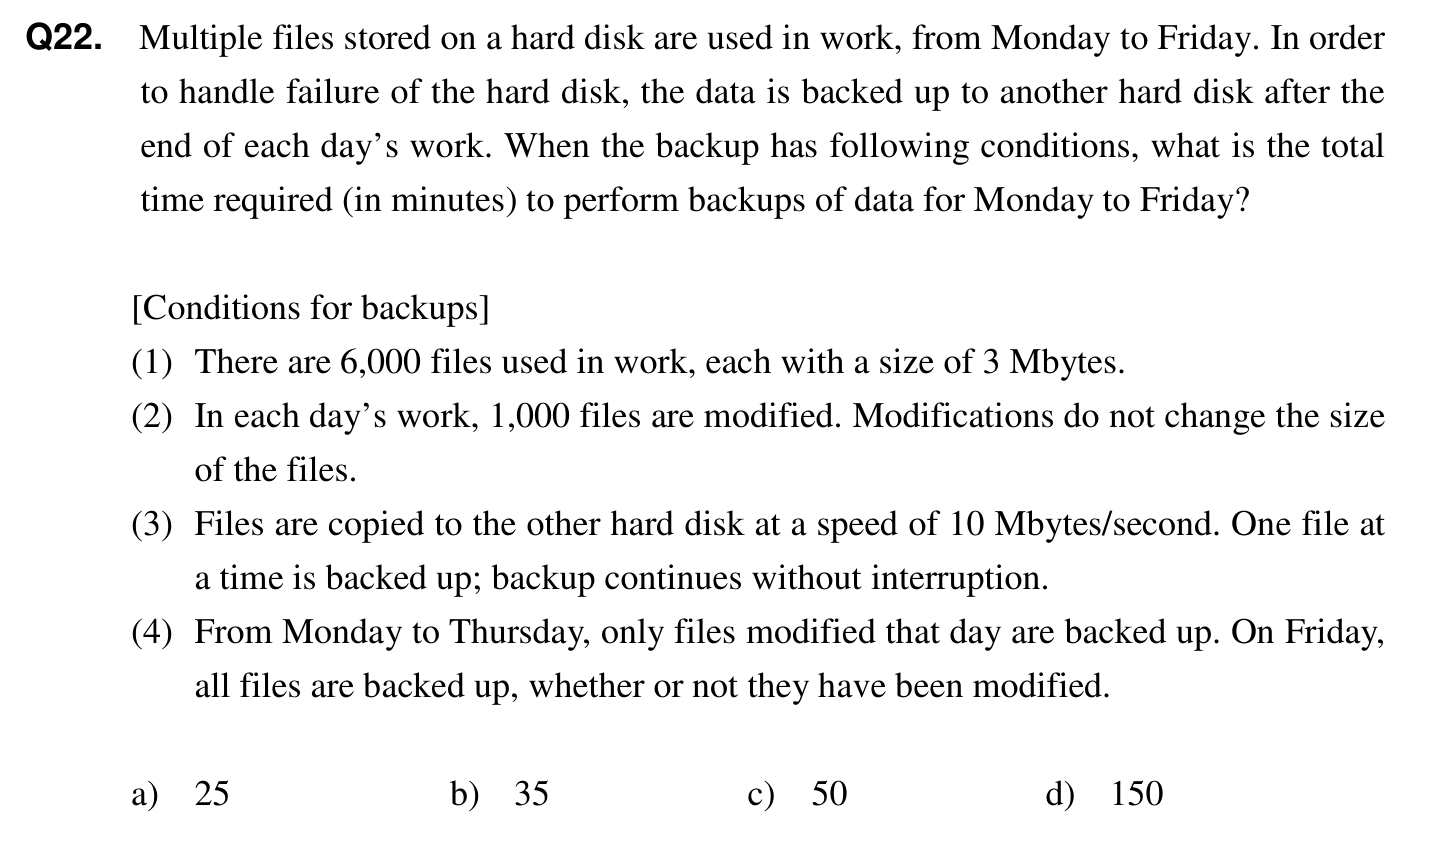 Q22. Multiple files stored on a hard disk are used in work, from Monday to Friday. In order
to handle failure of the hard disk, the data is backed up to another hard disk after the
end of each day’s work. When the backup has following conditions, what is the total
time required (in minutes) to perform backups of data for Monday to Friday?
[Conditions for backups]
(1) There are 6,000 files used in work, each with a size of 3 Mbytes.
(2) In each day’s work, 1,000 files are modified. Modifications do not change the size
of the files.
(3) Files are copied to the other hard disk at a speed of 10 Mbytes/second. One file at
a time is backed up; backup continues without interruption.
(4) From Monday to Thursday, only files modified that day are backed up. On Friday,
all files are backed up, whether or not they have been modified.
a) 25 b) 35 c) 50 d) 150